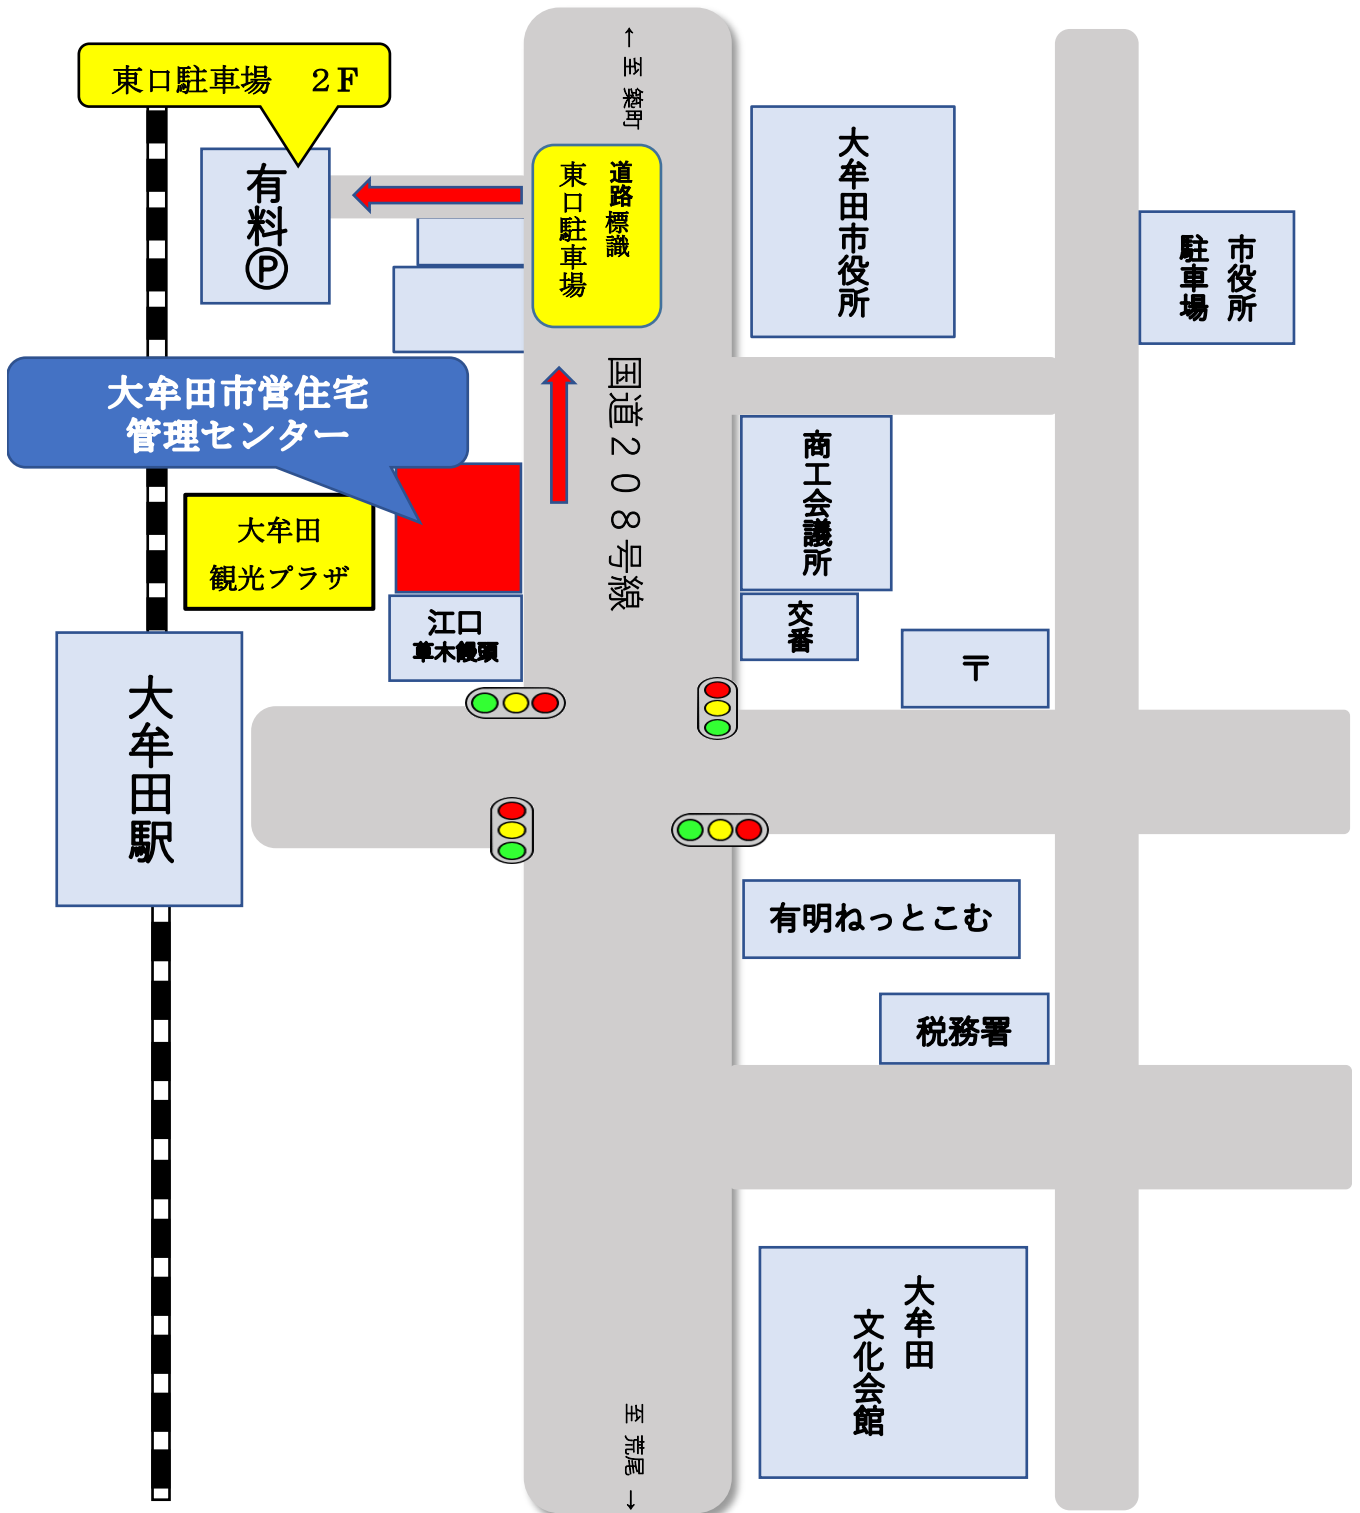 ← 至 築町
東口駐車場　２F
有料Ⓟ
道路標識
東口駐車場
大牟田市役所
市役所
駐車場
国道２０８号線
大牟田市営住宅
管理センター
大牟田
観光プラザ
商工会議所
江口
草木饅頭
交番
〒
大牟田駅
有明ねっとこむ
税務署
大牟田
文化会館
至 荒尾 →